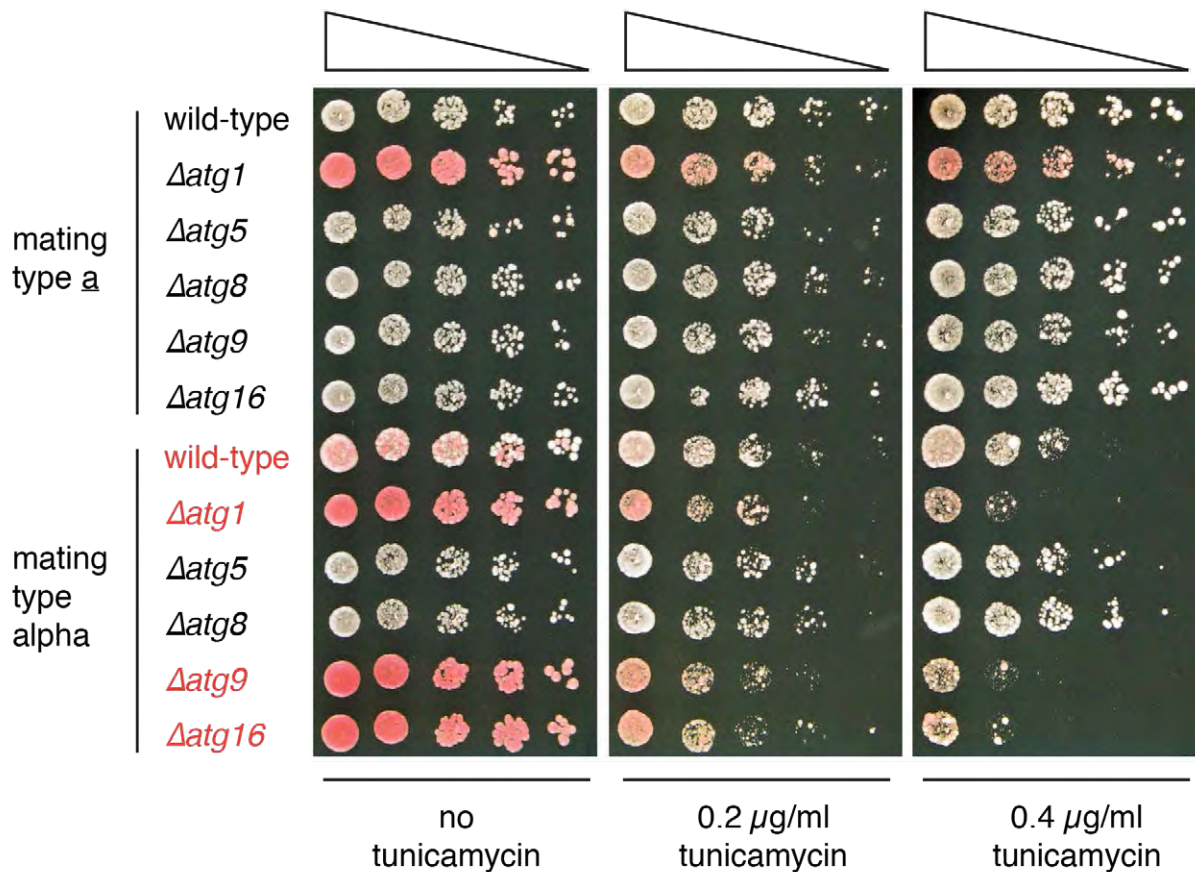 wild-type
Δatg1
Δatg5
Δatg8
Δatg9
Δatg16
mating
type a
wild-type
Δatg1
Δatg5
Δatg8
Δatg9
Δatg16
mating
type
alpha
no
tunicamycin
0.2 µg/ml
tunicamycin
0.4 µg/ml
tunicamycin